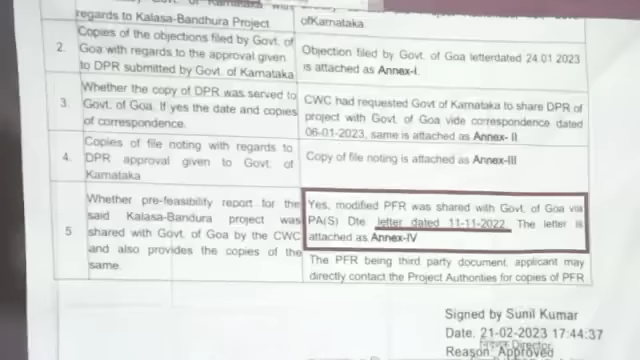 regards to Kalasa-Bandhura Project
ofKarnataka
2.
Copies of the objections filed by Govt. of
Goa with regards to the approval given
to DPR submitted by Govt. of Karnataka
Objection filed by Govt. of Goa letterdated 24.01 2023
is attached as Annex-I.
3.
Whether the copy of DPR was served to
Govt. of Goa. If yes the date and copies
of correspondence.
CWC had requested Govt of Karnataka to share DPR of
project with Govt. of Goa vide correspondence dated
06-01-2023, same is attached as Annex- II
4.
Copies of file noting with regards to
DPR approval given to Govt. of
Karnataka
Copy of file noting is attached as Annex-III
5
Whether pre-feasibility report for the
said Kalasa-Bandura project was
shared with Govt. of Goa by the CWC
and also provides the copies of the
same.
Yes, modified PFR was shared with Govt. of Goa via
PA(S) Dte letter dated 11-11-2022. The letter is
attached as Annex-IV
The PFR being third party document, applicant may
directly contact the Project Authorities for copies of PFR
Signed by Sunil Kumar
Date. 21-02-2023 17:44:37
निदेशक Director
Reason: Approved